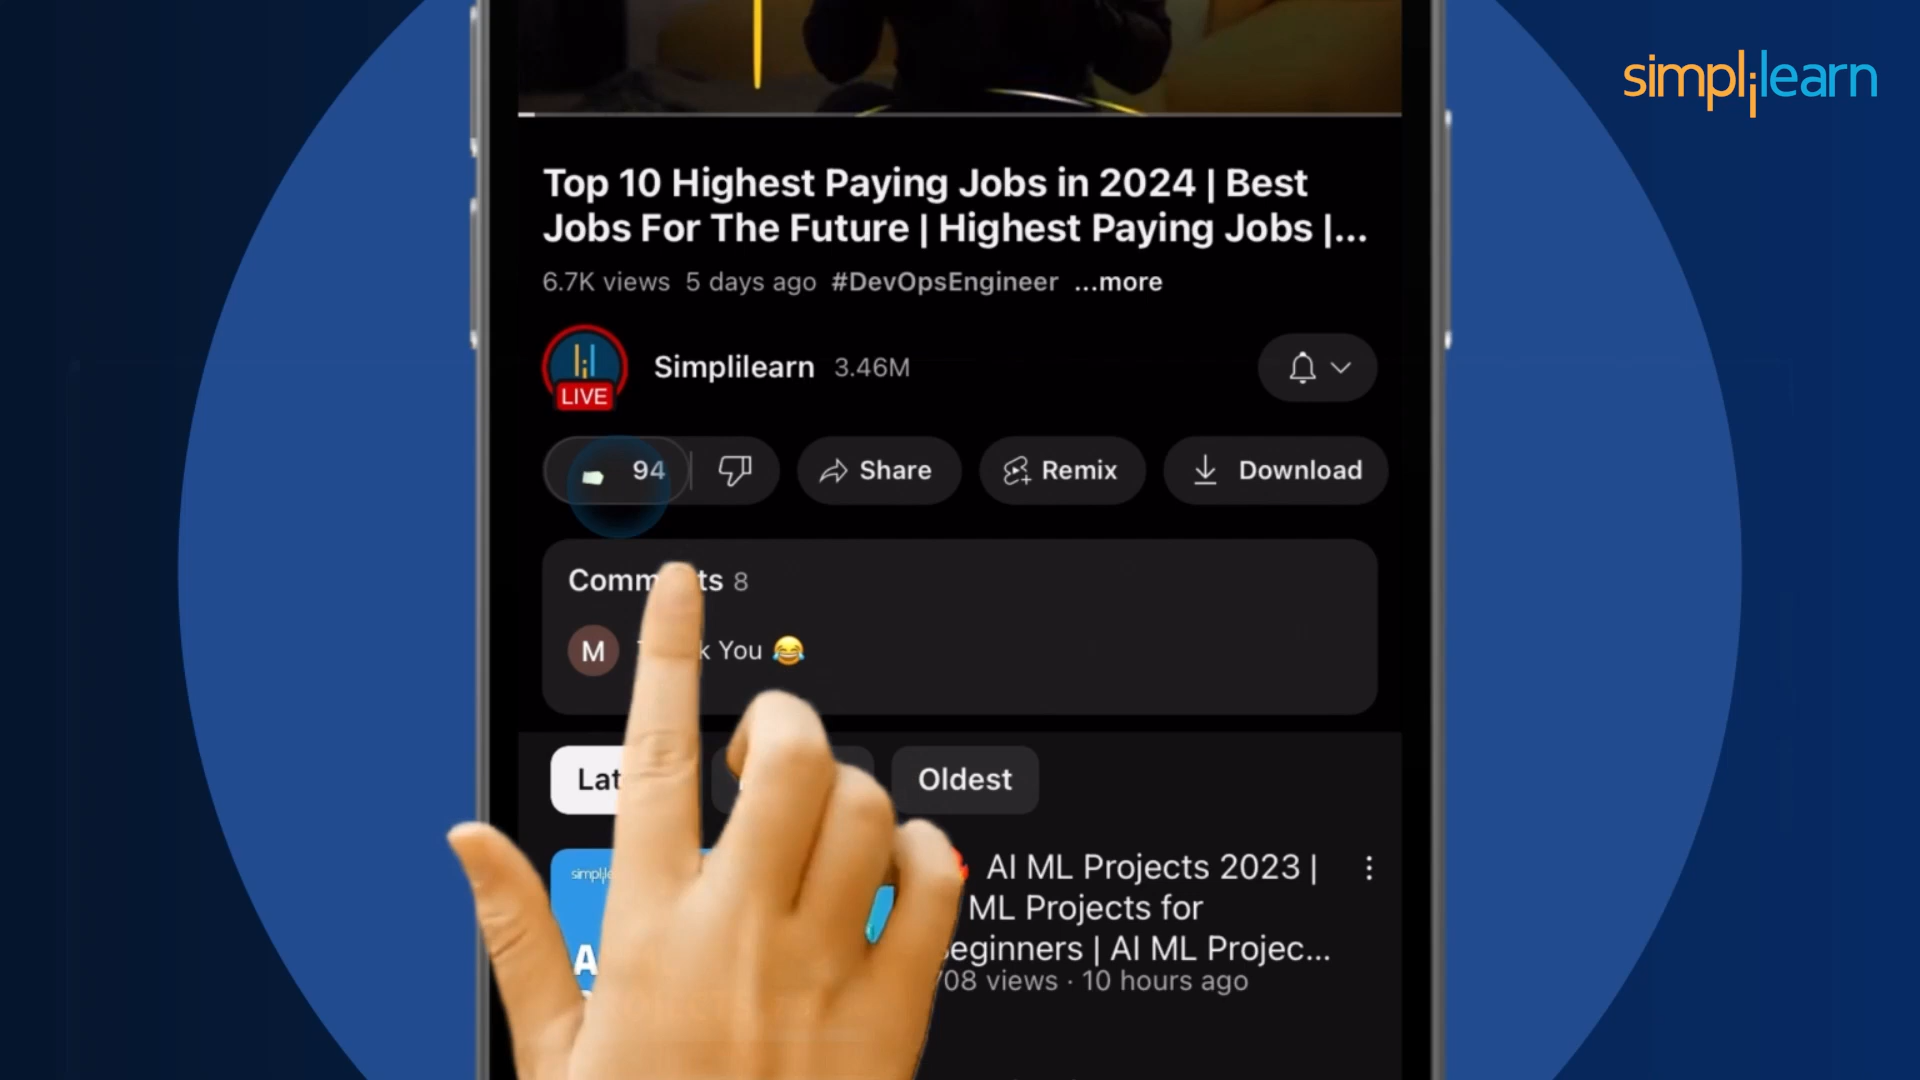 simplilearn
Top 10 Highest Paying Jobs in 2024 | Best
Jobs For The Future | Highest Paying Jobs |...
6.7K views 5 days ago #DevOpsEngineer ...more
LIVE
Simplilearn 3.46M
94
Share
Remix
Download
Comments 8
M
You 😂
Oldest
AI ML Projects 2023 |
ML Projects for
eginners | AI ML Projec...
08 views · 10 hours ago